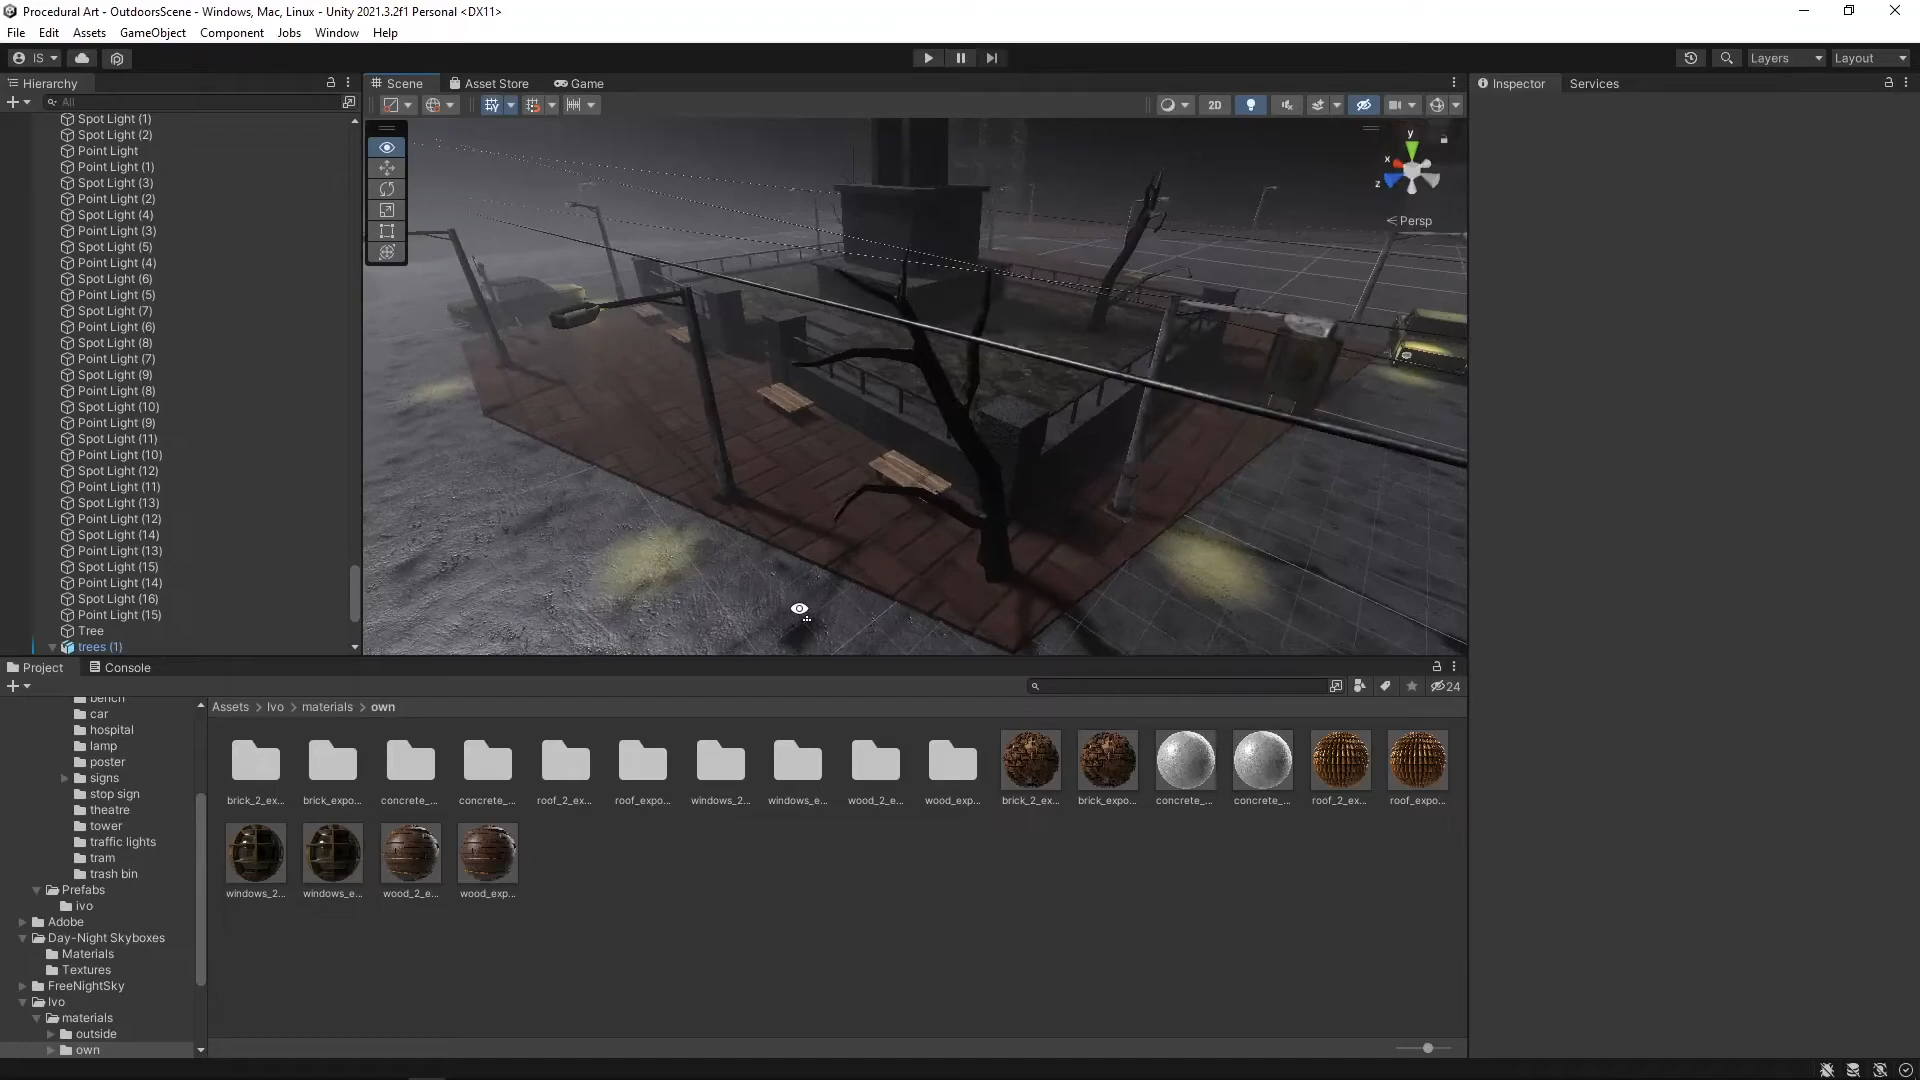 Procedural Art - OutdoorsScene - Windows, Mac, Linux - Unity 2021.3.2f1 Personal <DX11>
File Edit Assets GameObject Component Jobs Window Help
IS Layers Layout
Hierarchy
All
Spot Light (1)
Spot Light (2)
Point Light
Point Light (1)
Spot Light (3)
Point Light (2)
Spot Light (4)
Point Light (3)
Spot Light (5)
Point Light (4)
Spot Light (6)
Point Light (5)
Spot Light (7)
Point Light (6)
Spot Light (8)
Point Light (7)
Spot Light (9)
Point Light (8)
Spot Light (10)
Point Light (9)
Spot Light (11)
Point Light (10)
Spot Light (12)
Point Light (11)
Spot Light (13)
Point Light (12)
Spot Light (14)
Point Light (13)
Spot Light (15)
Point Light (14)
Spot Light (16)
Point Light (15)
Tree
trees (1)
Scene Asset Store Game
2D
y
x
z
< Persp
Inspector Services
Project Console
24
bench
car
hospital
lamp
poster
signs
stop sign
theatre
tower
traffic lights
tram
trash bin
Prefabs
ivo
Adobe
Day-Night Skyboxes
Materials
Textures
FreeNightSky
Ivo
materials
outside
own
Assets > Ivo > materials > own
brick_2_ex... brick_expo... concrete_... concrete_... roof_2_ex... roof_expo... windows_2... windows_e... wood_2_e... wood_exp... brick_2_ex... brick_expo... concrete_... concrete_... roof_2_ex... roof_expo...
windows_2... windows_e... wood_2_e... wood_exp...